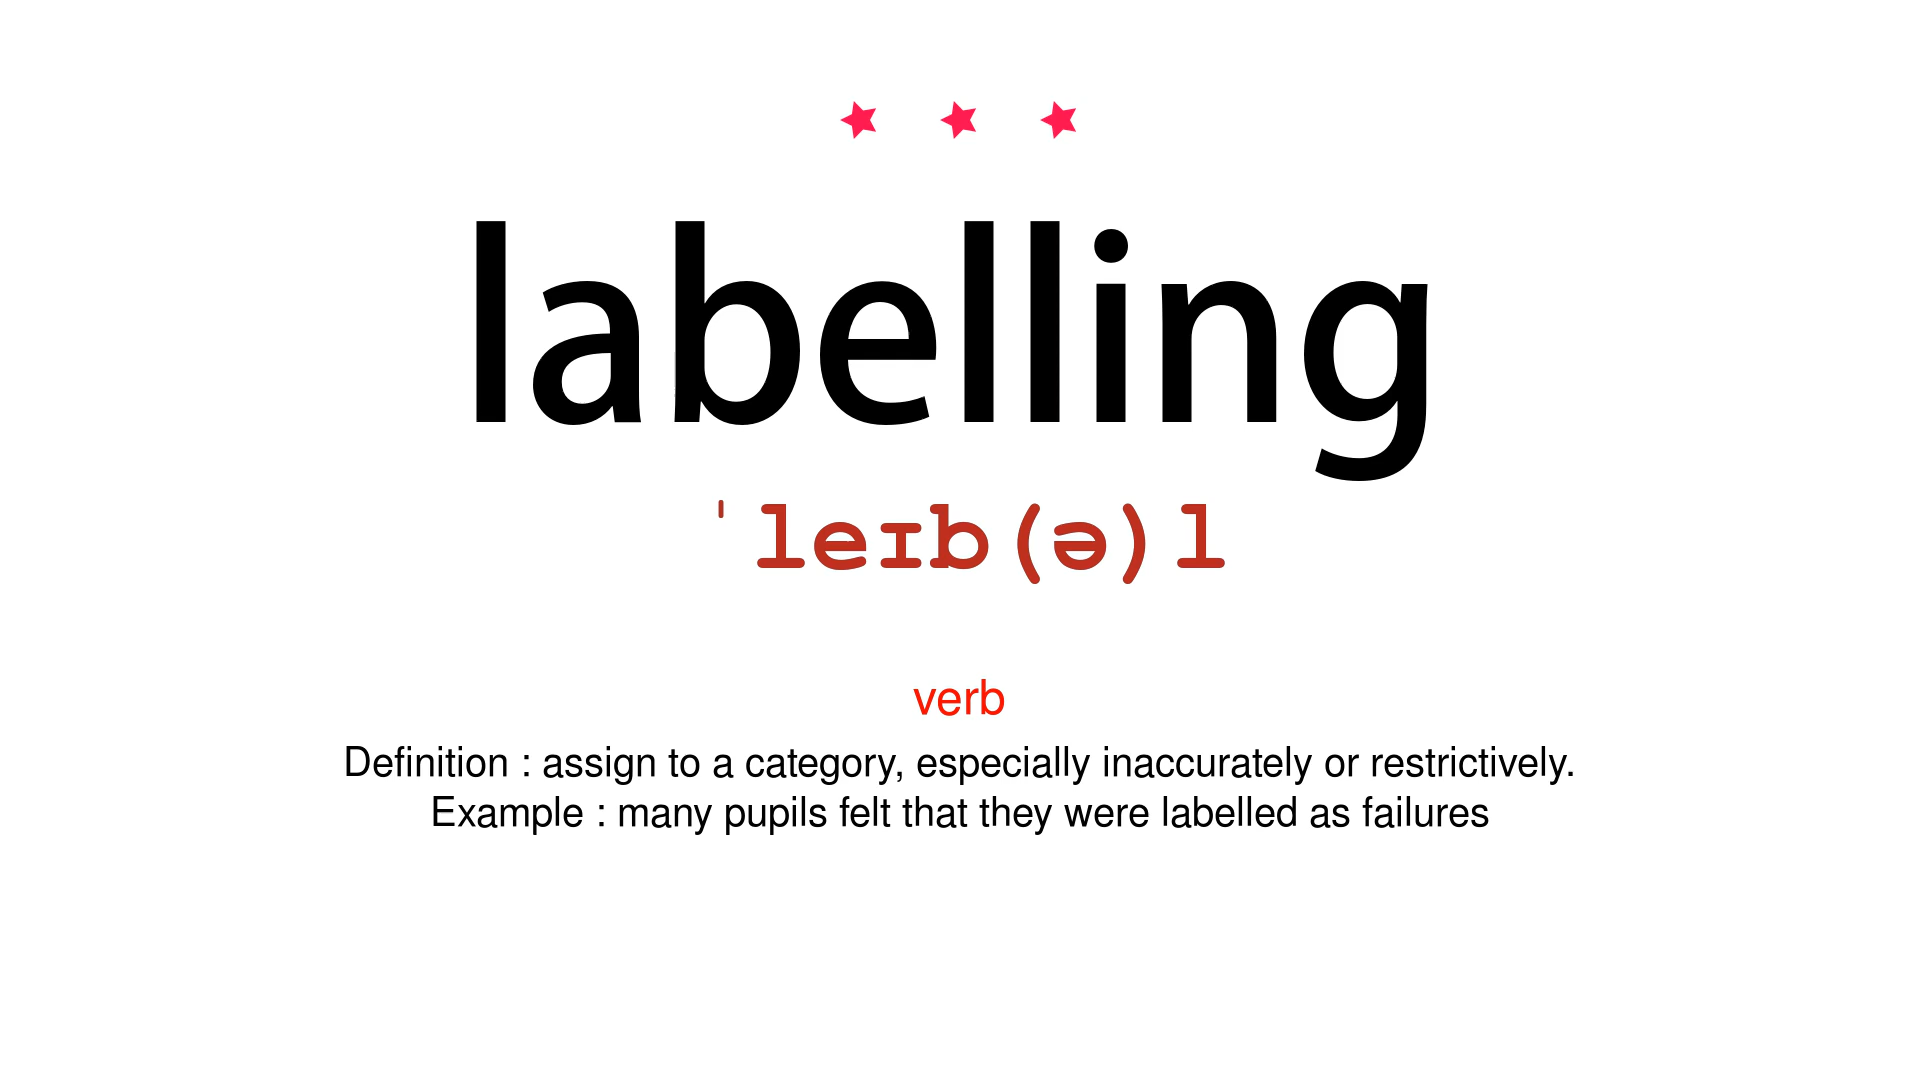 labelling
ˈleɪb(ə)l
verb
Definition : assign to a category, especially inaccurately or restrictively.
Example : many pupils felt that they were labelled as failures